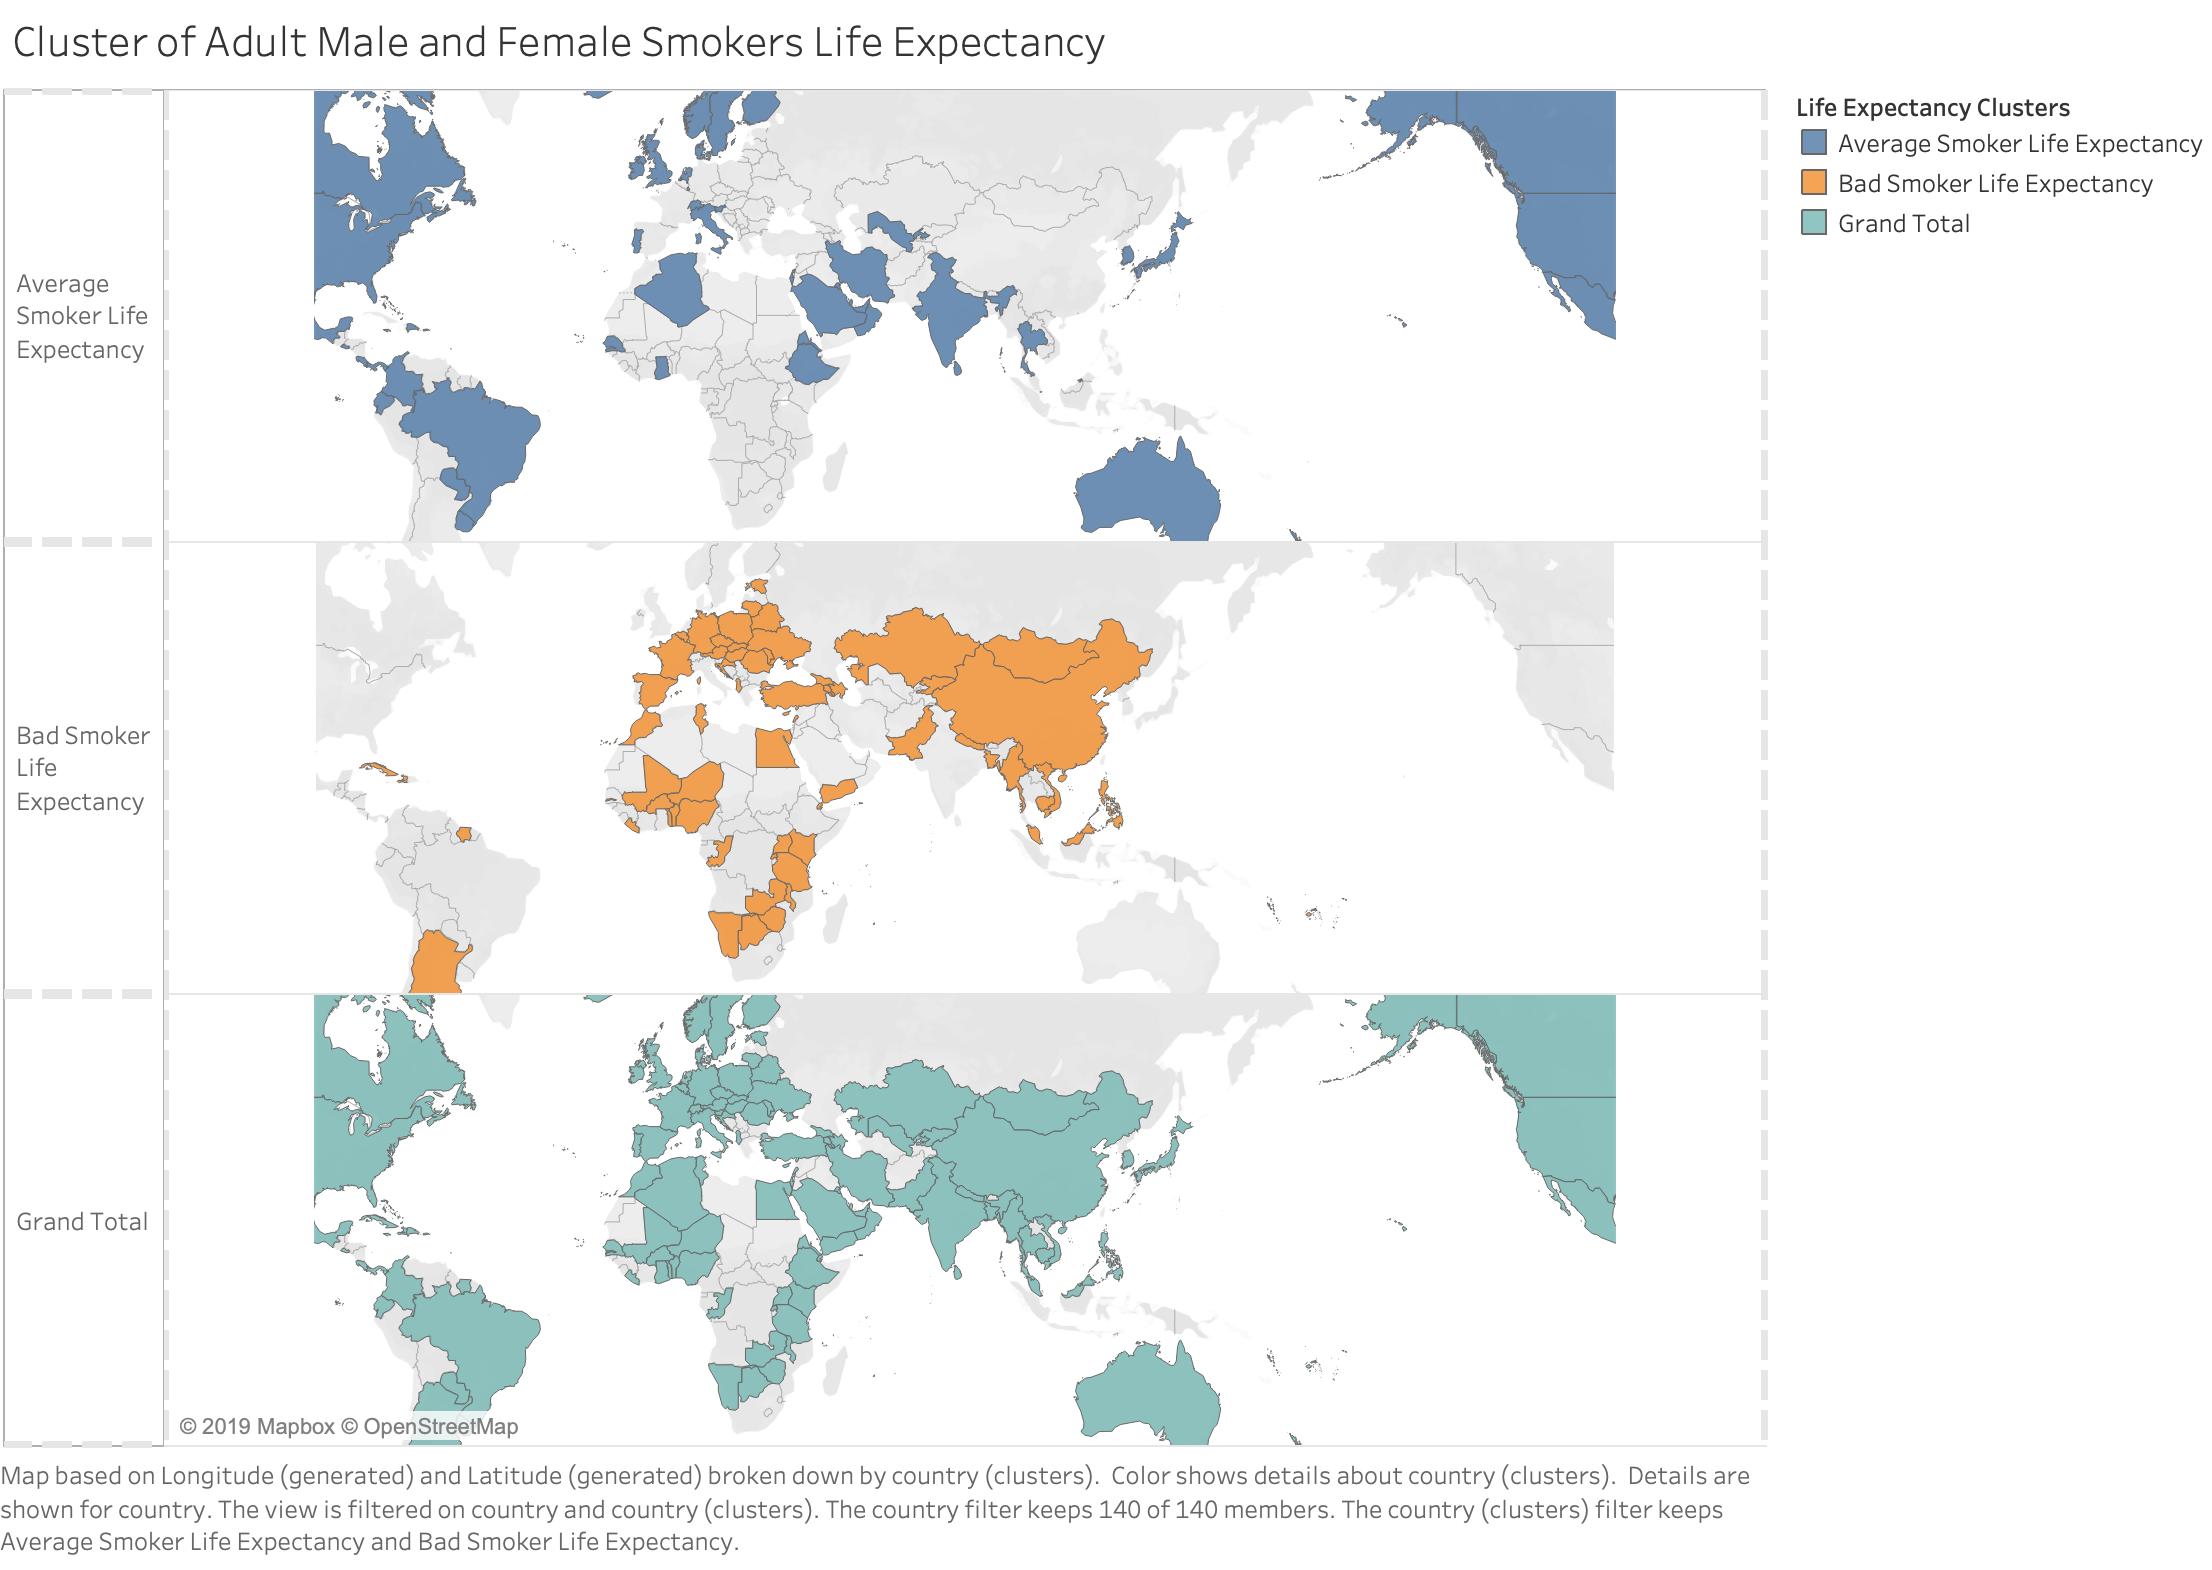 Cluster of Adult Male and Female Smokers Life Expectancy
Life Expectancy Clusters
Average Smoker Life Expectancy
Bad Smoker Life Expectancy
Grand Total
Average
Smoker Life
Expectancy
Bad Smoker
Life
Expectancy
Grand Total
© 2019 Mapbox © OpenStreetMap
Map based on Longitude (generated) and Latitude (generated) broken down by country (clusters).  Color shows details about country (clusters).  Details are
shown for country. The view is filtered on country and country (clusters). The country filter keeps 140 of 140 members. The country (clusters) filter keeps
Average Smoker Life Expectancy and Bad Smoker Life Expectancy.